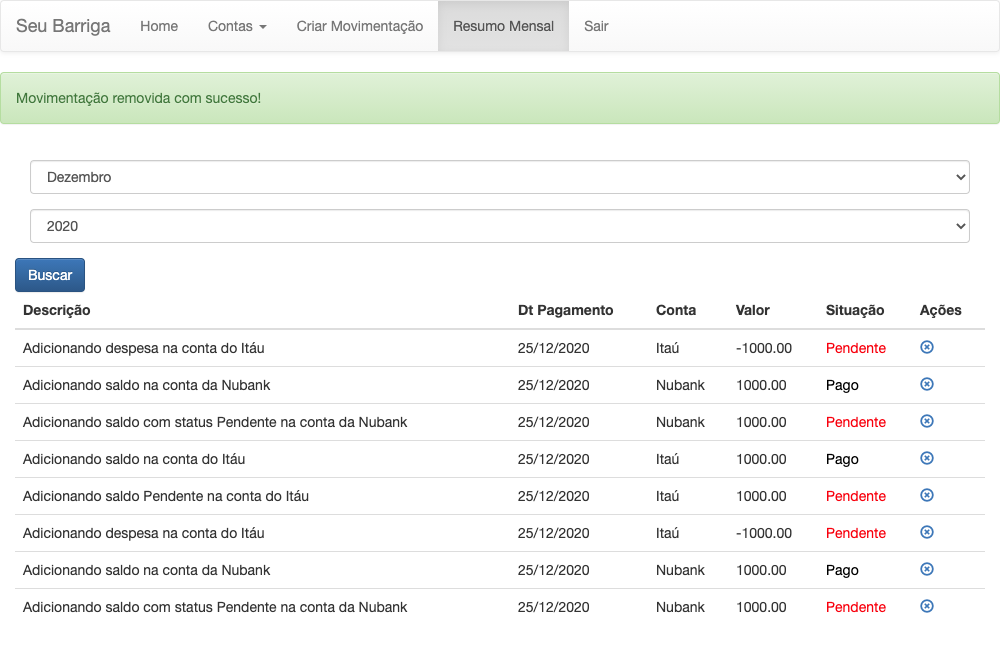 Seu Barriga Home Contas Criar Movimentação Resumo Mensal Sair
Movimentação removida com sucesso!
Dezembro
2020
Buscar
Descrição Dt Pagamento Conta Valor Situação Ações
Adicionando despesa na conta do Itáu 25/12/2020 Itaú -1000.00 Pendente
Adicionando saldo na conta da Nubank 25/12/2020 Nubank 1000.00 Pago
Adicionando saldo com status Pendente na conta da Nubank 25/12/2020 Nubank 1000.00 Pendente
Adicionando saldo na conta do Itáu 25/12/2020 Itaú 1000.00 Pago
Adicionando saldo Pendente na conta do Itáu 25/12/2020 Itaú 1000.00 Pendente
Adicionando despesa na conta do Itáu 25/12/2020 Itaú -1000.00 Pendente
Adicionando saldo na conta da Nubank 25/12/2020 Nubank 1000.00 Pago
Adicionando saldo com status Pendente na conta da Nubank 25/12/2020 Nubank 1000.00 Pendente